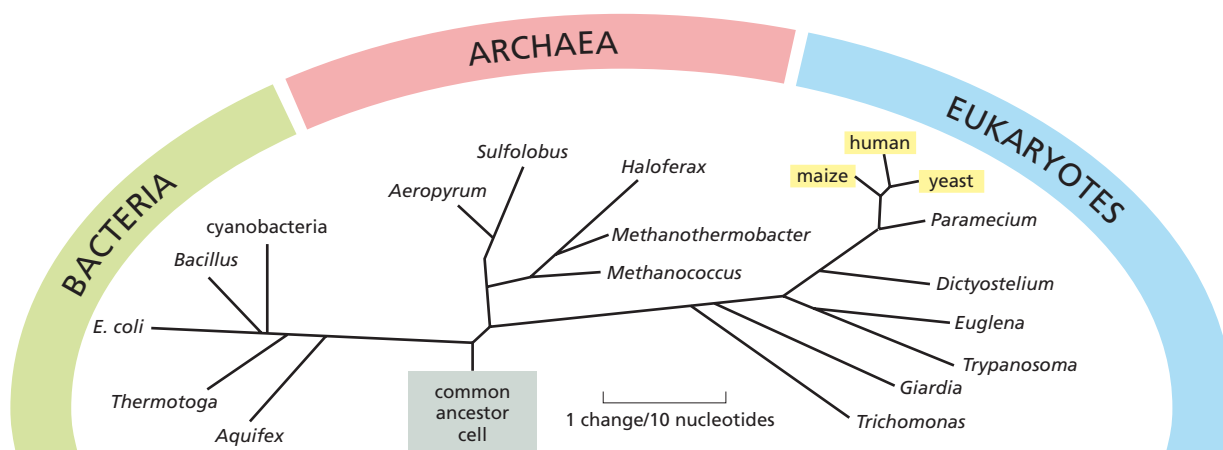 BACTERIA
ARCHAEA
EUKARYOTES
Sulfolobus
Aeropyrum
Haloferax
human
maize
yeast
cyanobacteria
Bacillus
E. coli
Methanothermobacter
Methanococcus
Paramecium
Dictyostelium
Euglena
Trypanosoma
Giardia
Trichomonas
Thermotoga
Aquifex
common
ancestor
cell
1 change/10 nucleotides